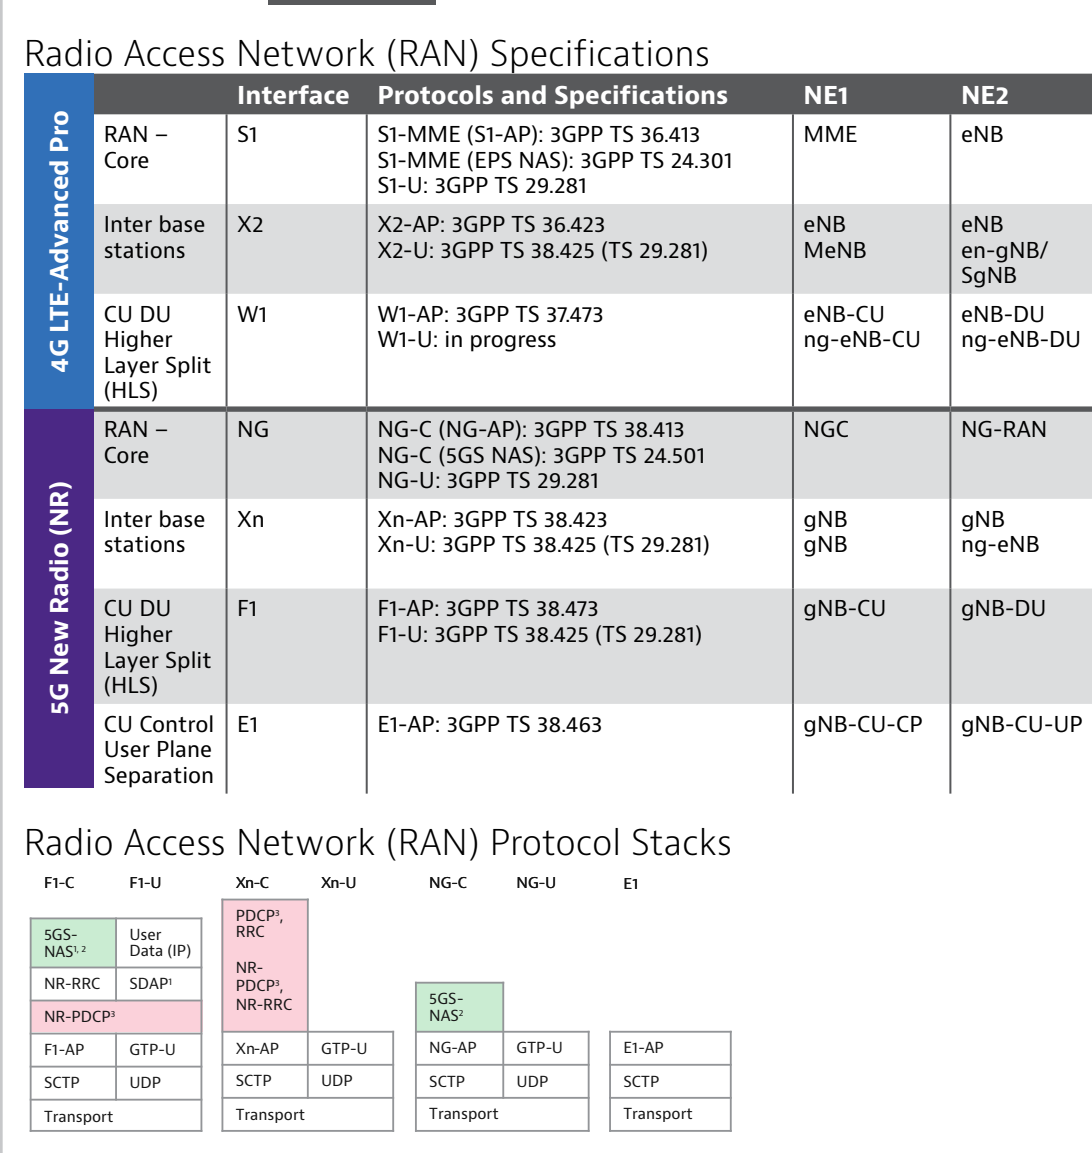 Radio Access Network (RAN) Specifications
Interface Protocols and Specifications NE1 NE2
4G LTE-Advanced Pro
RAN – S1 S1-MME (S1-AP): 3GPP TS 36.413 MME eNB
Core S1-MME (EPS NAS): 3GPP TS 24.301
S1-U: 3GPP TS 29.281
Inter base X2 X2-AP: 3GPP TS 36.423 eNB eNB
stations X2-U: 3GPP TS 38.425 (TS 29.281) MeNB en-gNB/
SgNB
CU DU W1 W1-AP: 3GPP TS 37.473 eNB-CU eNB-DU
Higher W1-U: in progress ng-eNB-CU ng-eNB-DU
Layer Split
(HLS)
5G New Radio (NR)
RAN – NG NG-C (NG-AP): 3GPP TS 38.413 NGC NG-RAN
Core NG-C (5GS NAS): 3GPP TS 24.501
NG-U: 3GPP TS 29.281
Inter base Xn Xn-AP: 3GPP TS 38.423 gNB gNB
stations Xn-U: 3GPP TS 38.425 (TS 29.281) gNB ng-eNB
CU DU F1 F1-AP: 3GPP TS 38.473 gNB-CU gNB-DU
Higher F1-U: 3GPP TS 38.425 (TS 29.281)
Layer Split
(HLS)
CU Control E1 E1-AP: 3GPP TS 38.463 gNB-CU-CP gNB-CU-UP
User Plane
Separation
Radio Access Network (RAN) Protocol Stacks
F1-C F1-U Xn-C Xn-U NG-C NG-U E1
5GS-
NAS¹, ²
User
Data (IP)
NR-RRC SDAP¹
NR-PDCP³
F1-AP GTP-U
SCTP UDP
Transport
PDCP³,
RRC
NR-
PDCP³,
NR-RRC
Xn-AP GTP-U
SCTP UDP
Transport
5GS-
NAS²
NG-AP GTP-U
SCTP UDP
Transport
E1-AP
SCTP
Transport